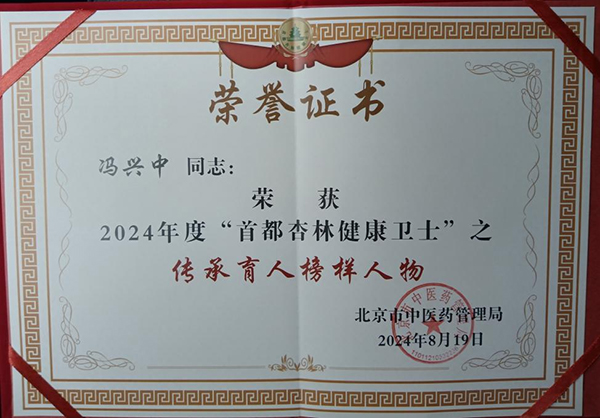 荣誉证书
冯兴中 同志：
荣 获
2024年度“首都杏林健康卫士”之
传承育人榜样人物
北京市中医药管理局
2024年8月19日